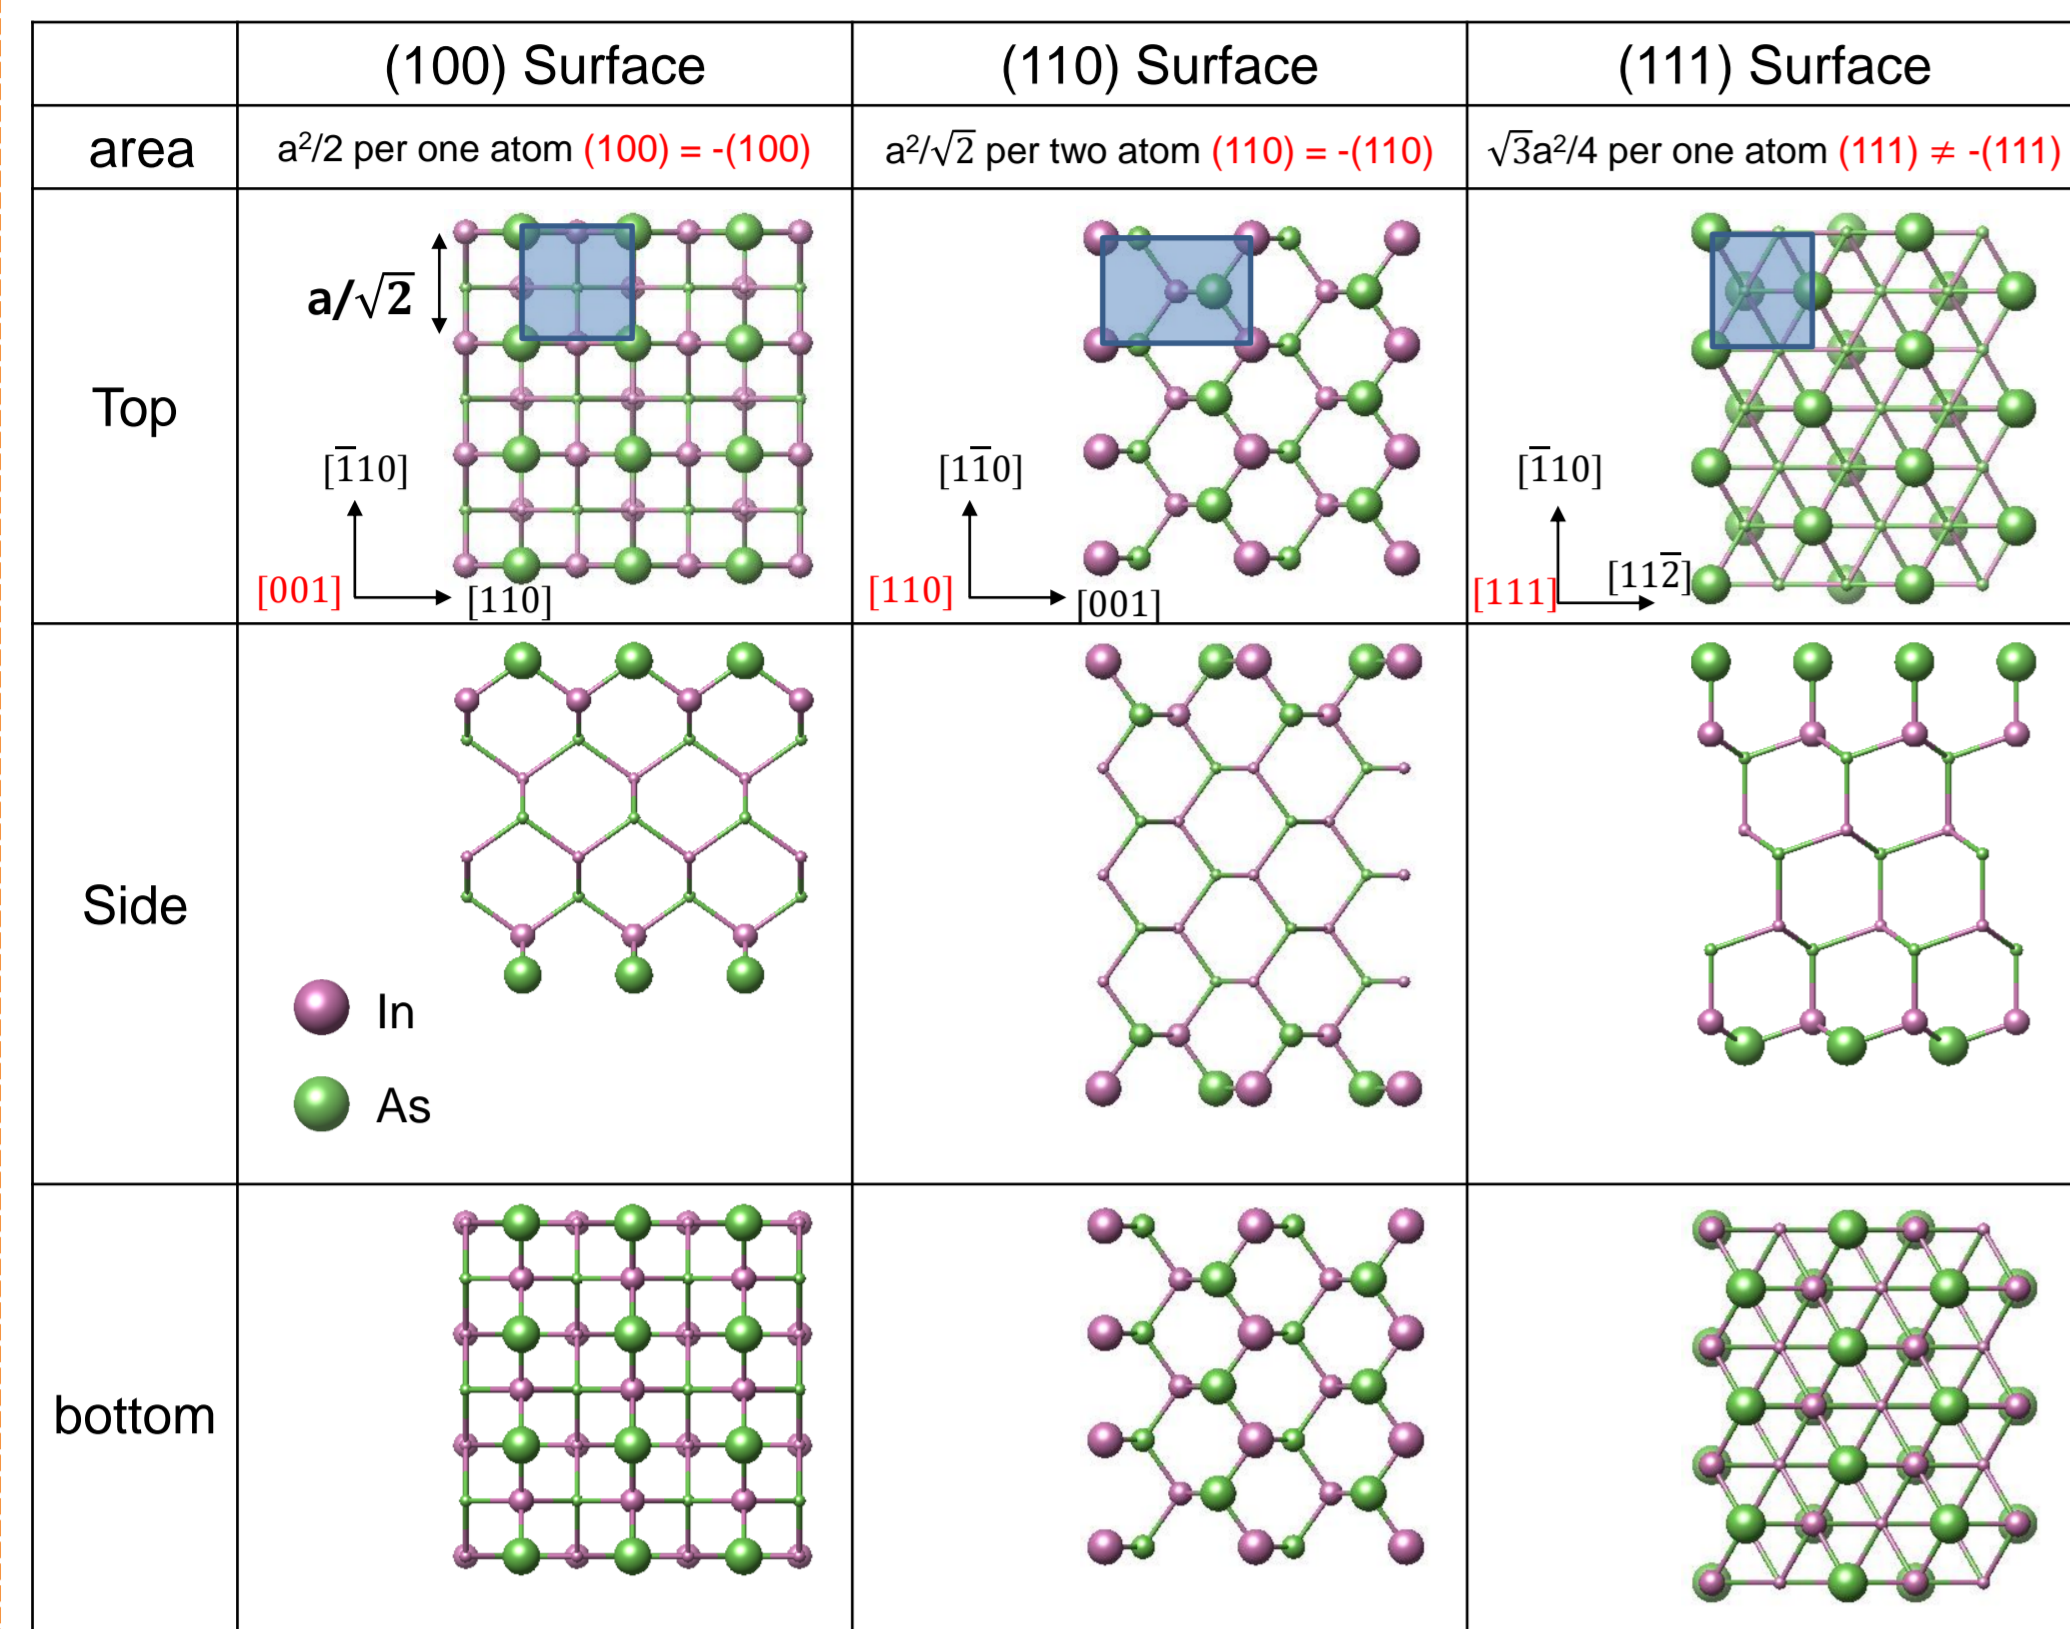 (100) Surface
(110) Surface
(111) Surface
area
a²/2 per one atom (100) = -(100)
a²/√2 per two atom (110) = -(110)
√3a²/4 per one atom (111) ≠ -(111)
Top
a/√2
[1̅10]
[001]
[110]
[11̅0]
[110]
[001]
[1̅10]
[111]
[112̅]
Side
In
As
bottom